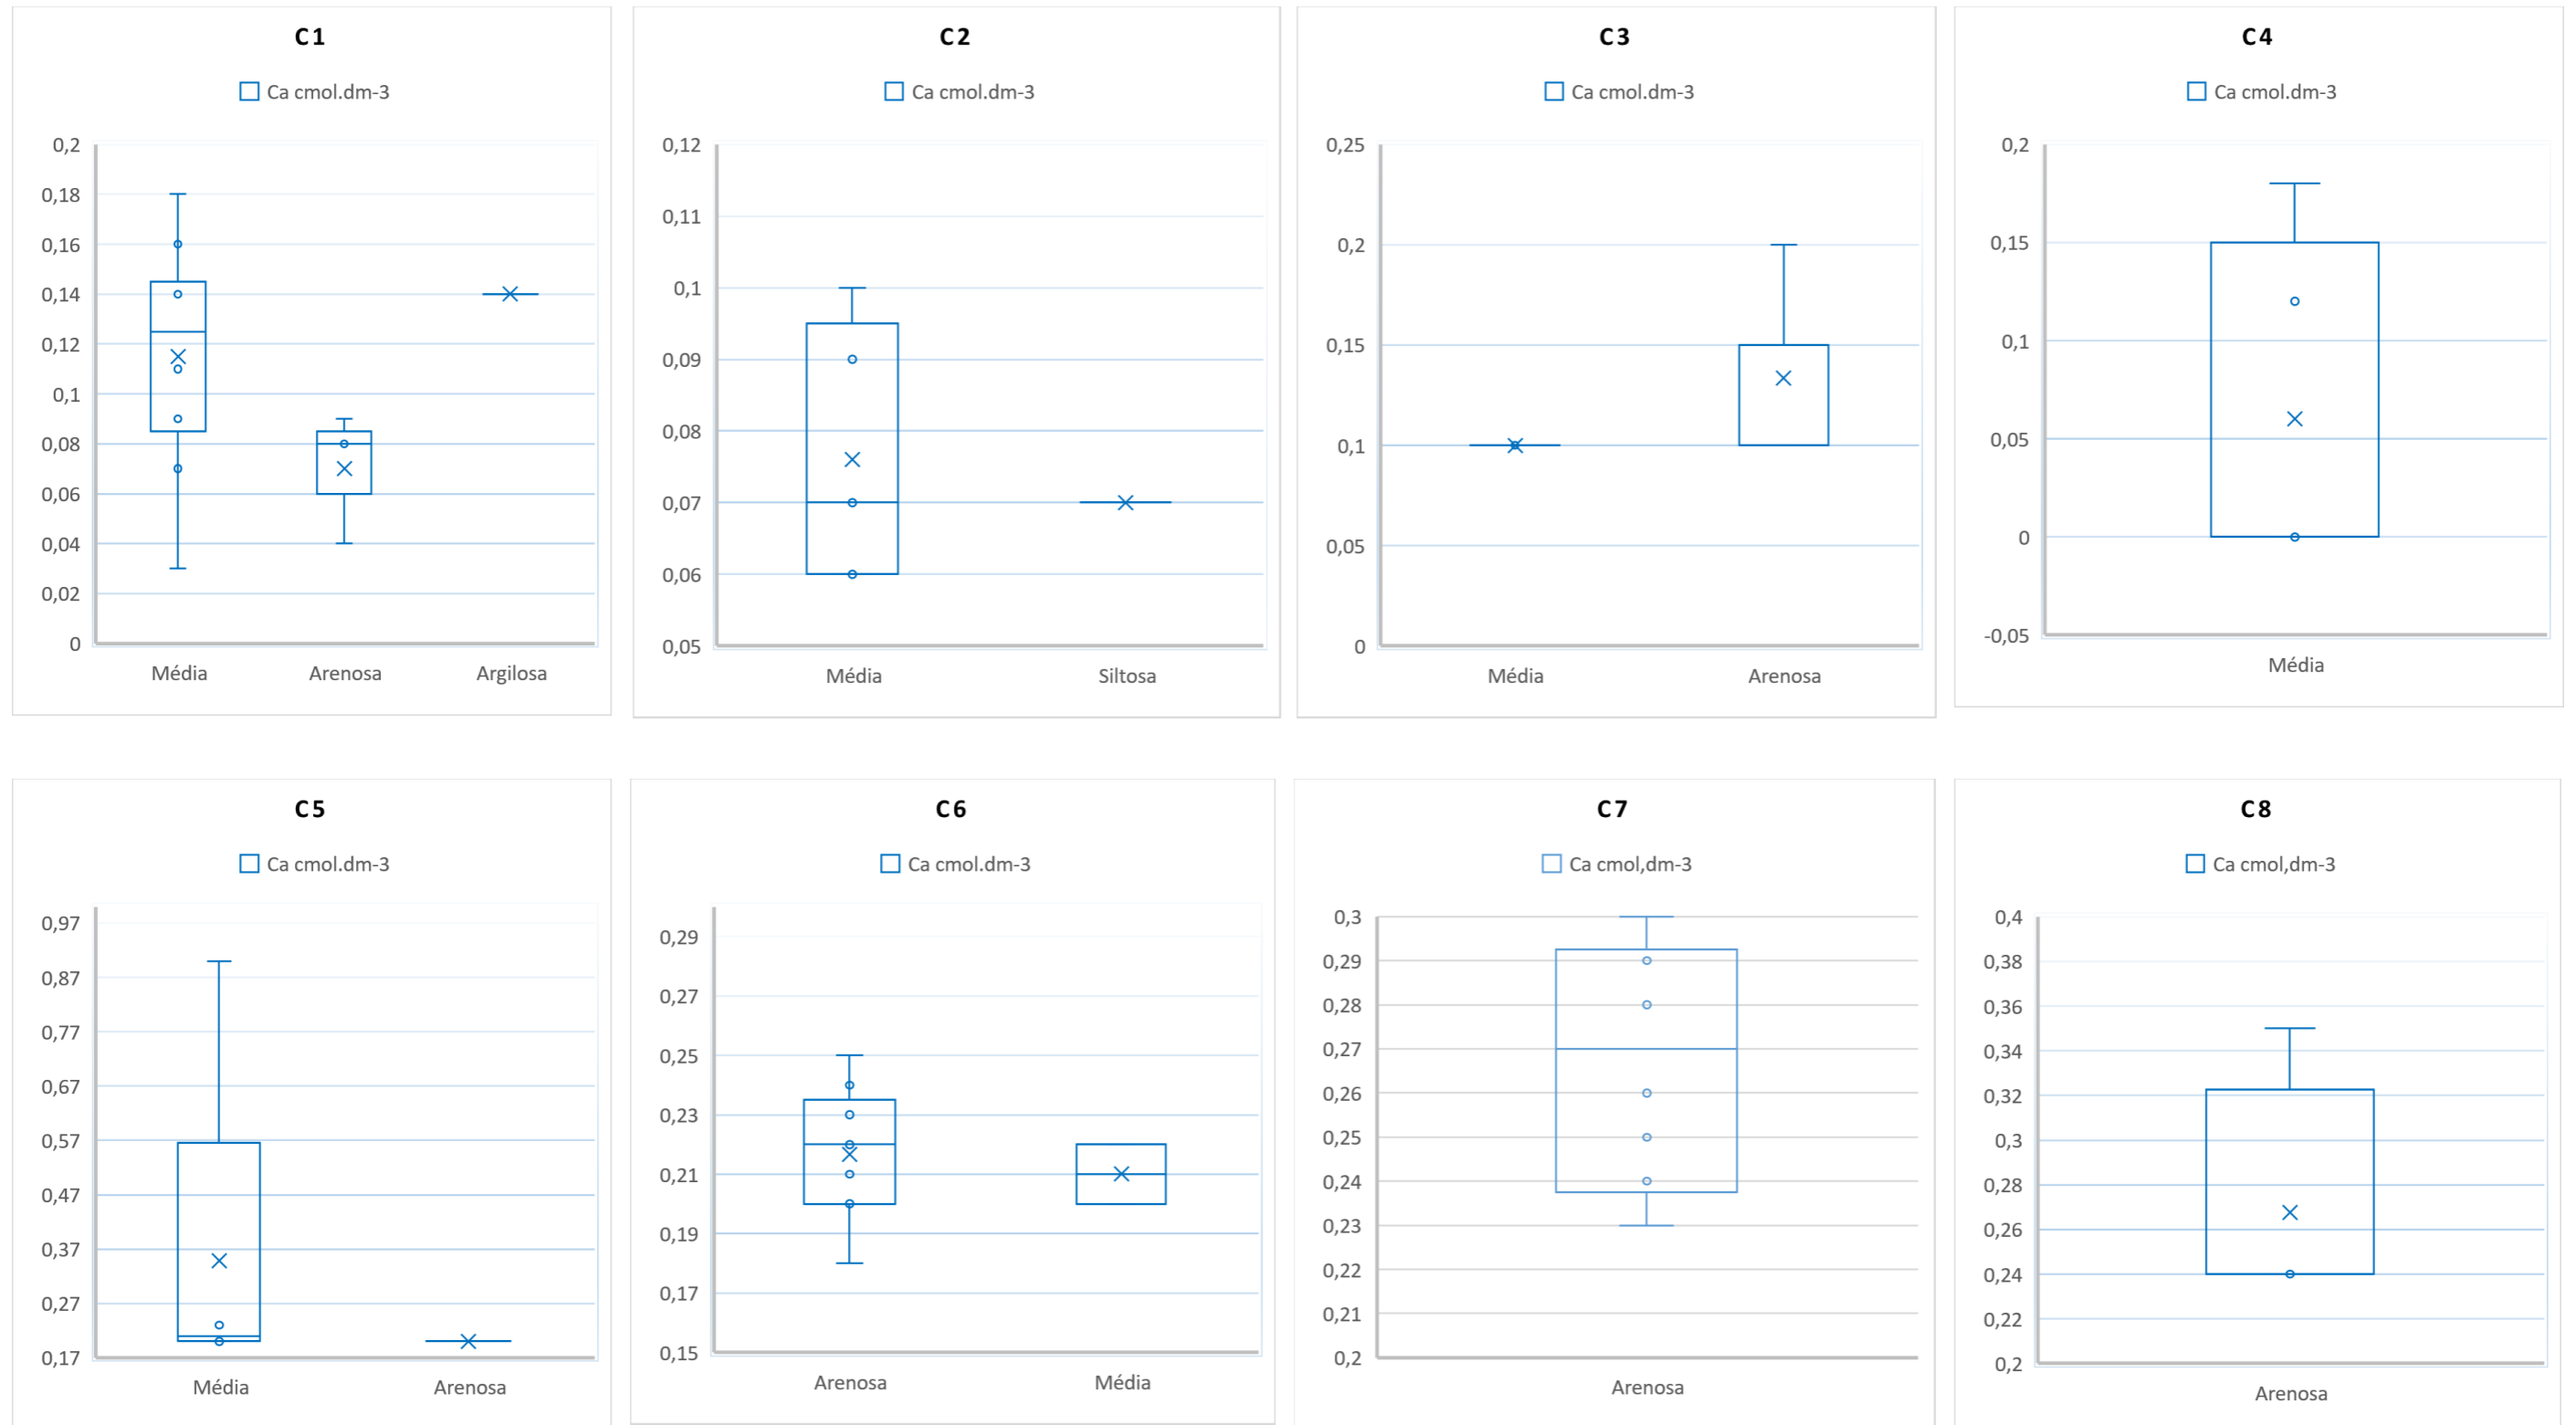 C1
Ca cmol.dm-3
0,2
0,18
0,16
0,14
0,12
0,1
0,08
0,06
0,04
0,02
0
Média Arenosa Argilosa
C2
Ca cmol.dm-3
0,12
0,11
0,1
0,09
0,08
0,07
0,06
0,05
Média Siltosa
C3
Ca cmol.dm-3
0,25
0,2
0,15
0,1
0,05
0
Média Arenosa
C4
Ca cmol.dm-3
0,2
0,15
0,1
0,05
0
-0,05
Média
C5
Ca cmol.dm-3
0,97
0,87
0,77
0,67
0,57
0,47
0,37
0,27
0,17
Média Arenosa
C6
Ca cmol.dm-3
0,29
0,27
0,25
0,23
0,21
0,19
0,17
0,15
Arenosa Média
C7
Ca cmol,dm-3
0,3
0,29
0,28
0,27
0,26
0,25
0,24
0,23
0,22
0,21
0,2
Arenosa
C8
Ca cmol,dm-3
0,4
0,38
0,36
0,34
0,32
0,3
0,28
0,26
0,24
0,22
0,2
Arenosa